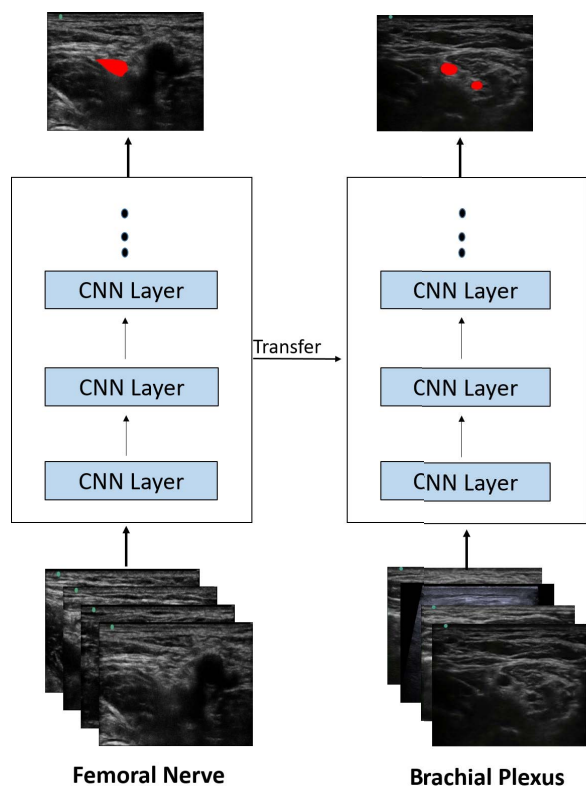 CNN Layer
CNN Layer
CNN Layer
Transfer
CNN Layer
CNN Layer
CNN Layer
Femoral Nerve
Brachial Plexus